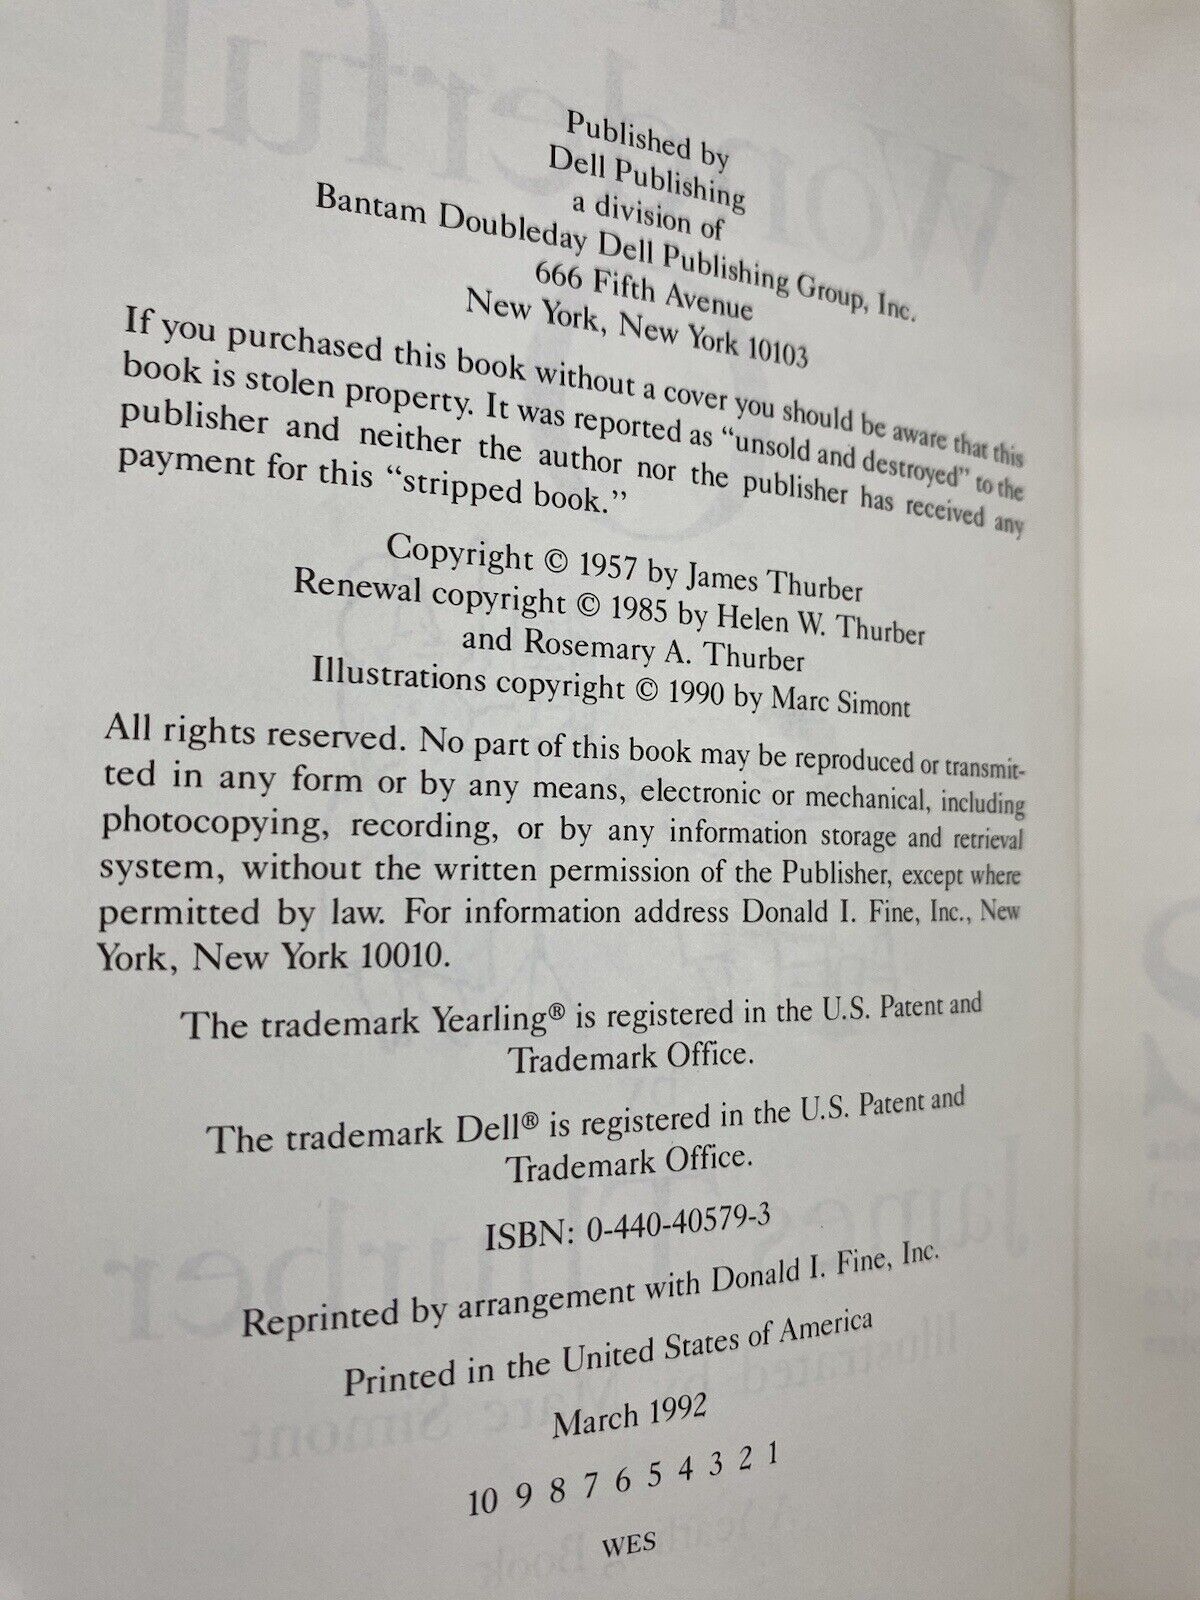 Published by
Dell Publishing
a division of
Bantam Doubleday Dell Publishing Group, Inc.
666 Fifth Avenue
New York, New York 10103
If you purchased this book without a cover you should be aware that this
book is stolen property. It was reported as “unsold and destroyed” to the
publisher and neither the author nor the publisher has received any
payment for this “stripped book.”
Copyright © 1957 by James Thurber
Renewal copyright © 1985 by Helen W. Thurber
and Rosemary A. Thurber
Illustrations copyright © 1990 by Marc Simont
All rights reserved. No part of this book may be reproduced or transmit-
ted in any form or by any means, electronic or mechanical, including
photocopying, recording, or by any information storage and retrieval
system, without the written permission of the Publisher, except where
permitted by law. For information address Donald I. Fine, Inc., New
York, New York 10010.
The trademark Yearling® is registered in the U.S. Patent and
Trademark Office.
The trademark Dell® is registered in the U.S. Patent and
Trademark Office.
ISBN: 0-440-40579-3
Reprinted by arrangement with Donald I. Fine, Inc.
Printed in the United States of America
March 1992
10 9 8 7 6 5 4 3 2 1
WES